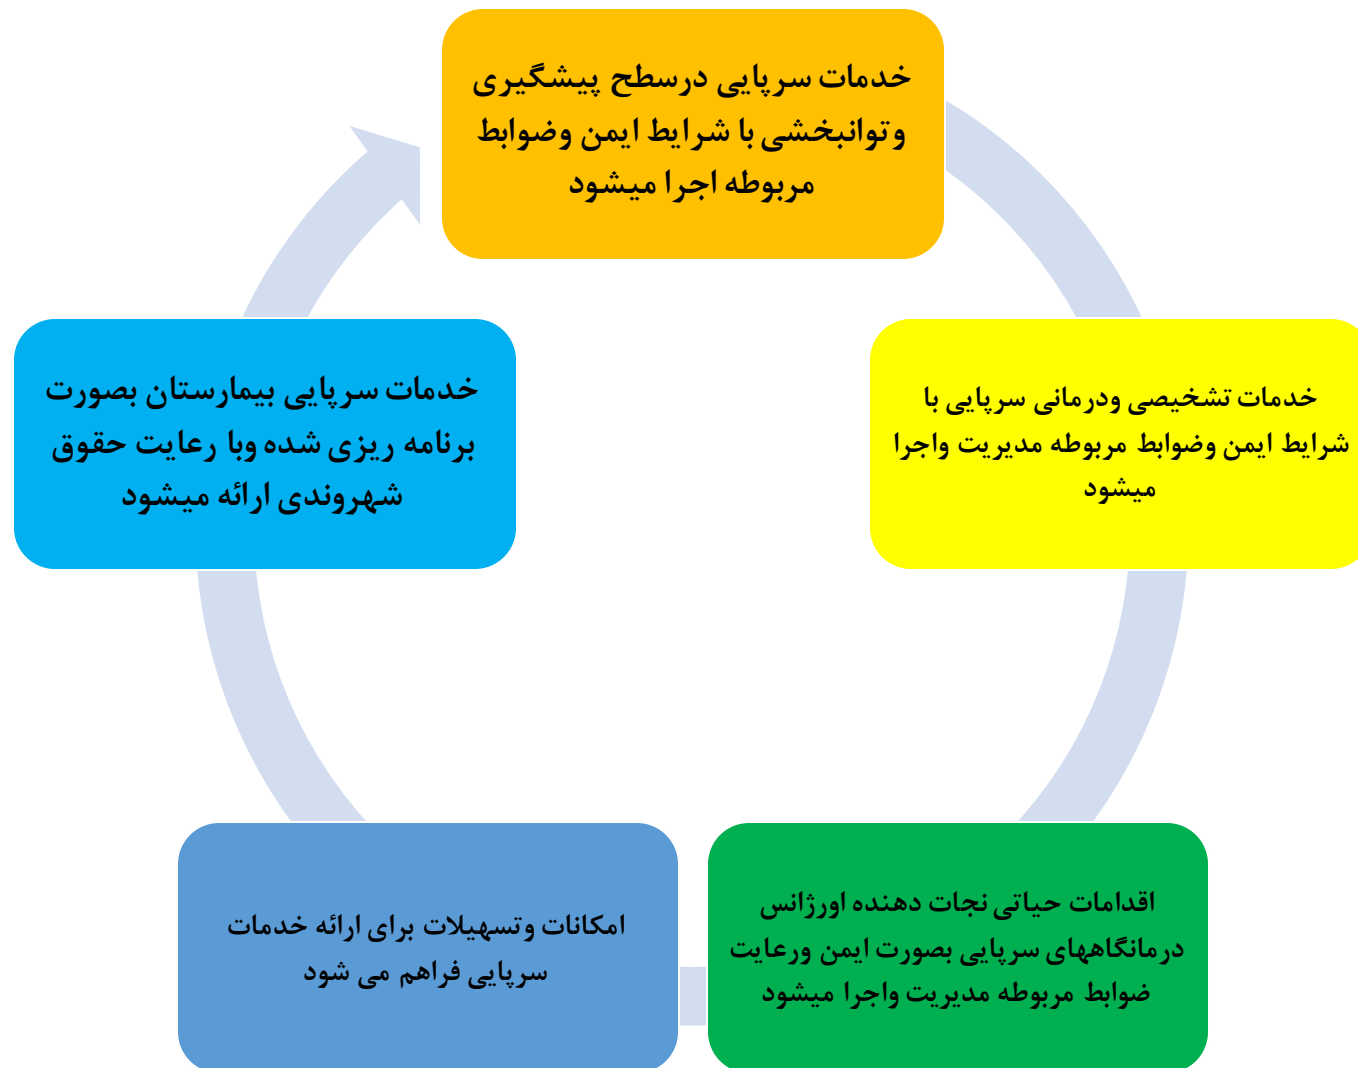 خدمات سرپایی درسطح پیشگیری
وتوانبخشی با شرایط ایمن وضوابط
مربوطه اجرا میشود
خدمات تشخیصی ودرمانی سرپایی با
شرایط ایمن وضوابط مربوطه مدیریت واجرا
میشود
اقدامات حیاتی نجات دهنده اورژانس
درمانگاههای سرپایی بصورت ایمن ورعایت
ضوابط مربوطه مدیریت واجرا میشود
امکانات وتسهیلات برای ارائه خدمات
سرپایی فراهم می شود
خدمات سرپایی بیمارستان بصورت
برنامه ریزی شده وبا رعایت حقوق
شهروندی ارائه میشود